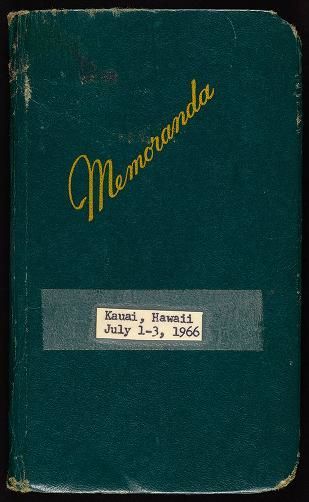 Memoranda
Kauai, Hawaii
July 1-3, 1966